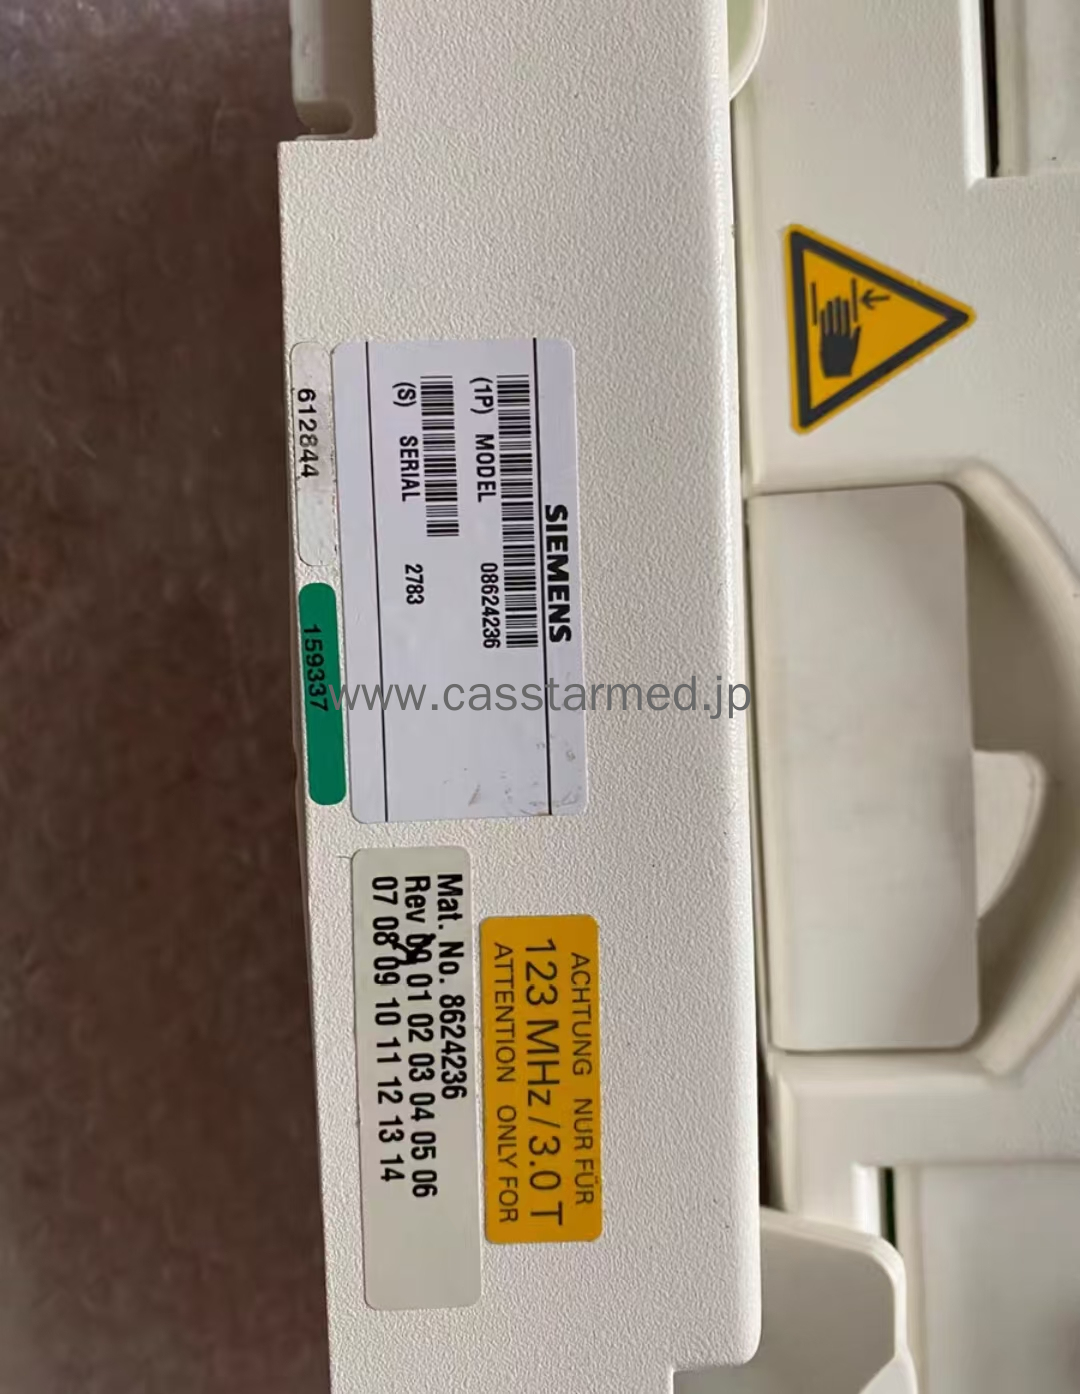 SIEMENS
(1P) MODEL 08624236
(S) SERIAL 2783
612844
159337
www.casstarmed.jp
Mat. No. 8624236
Rev 00 01 02 03 04 05 06
07 08 09 10 11 12 13 14
ACHTUNG NUR FÜR
123 MHz / 3.0 T
ATTENTION ONLY FOR